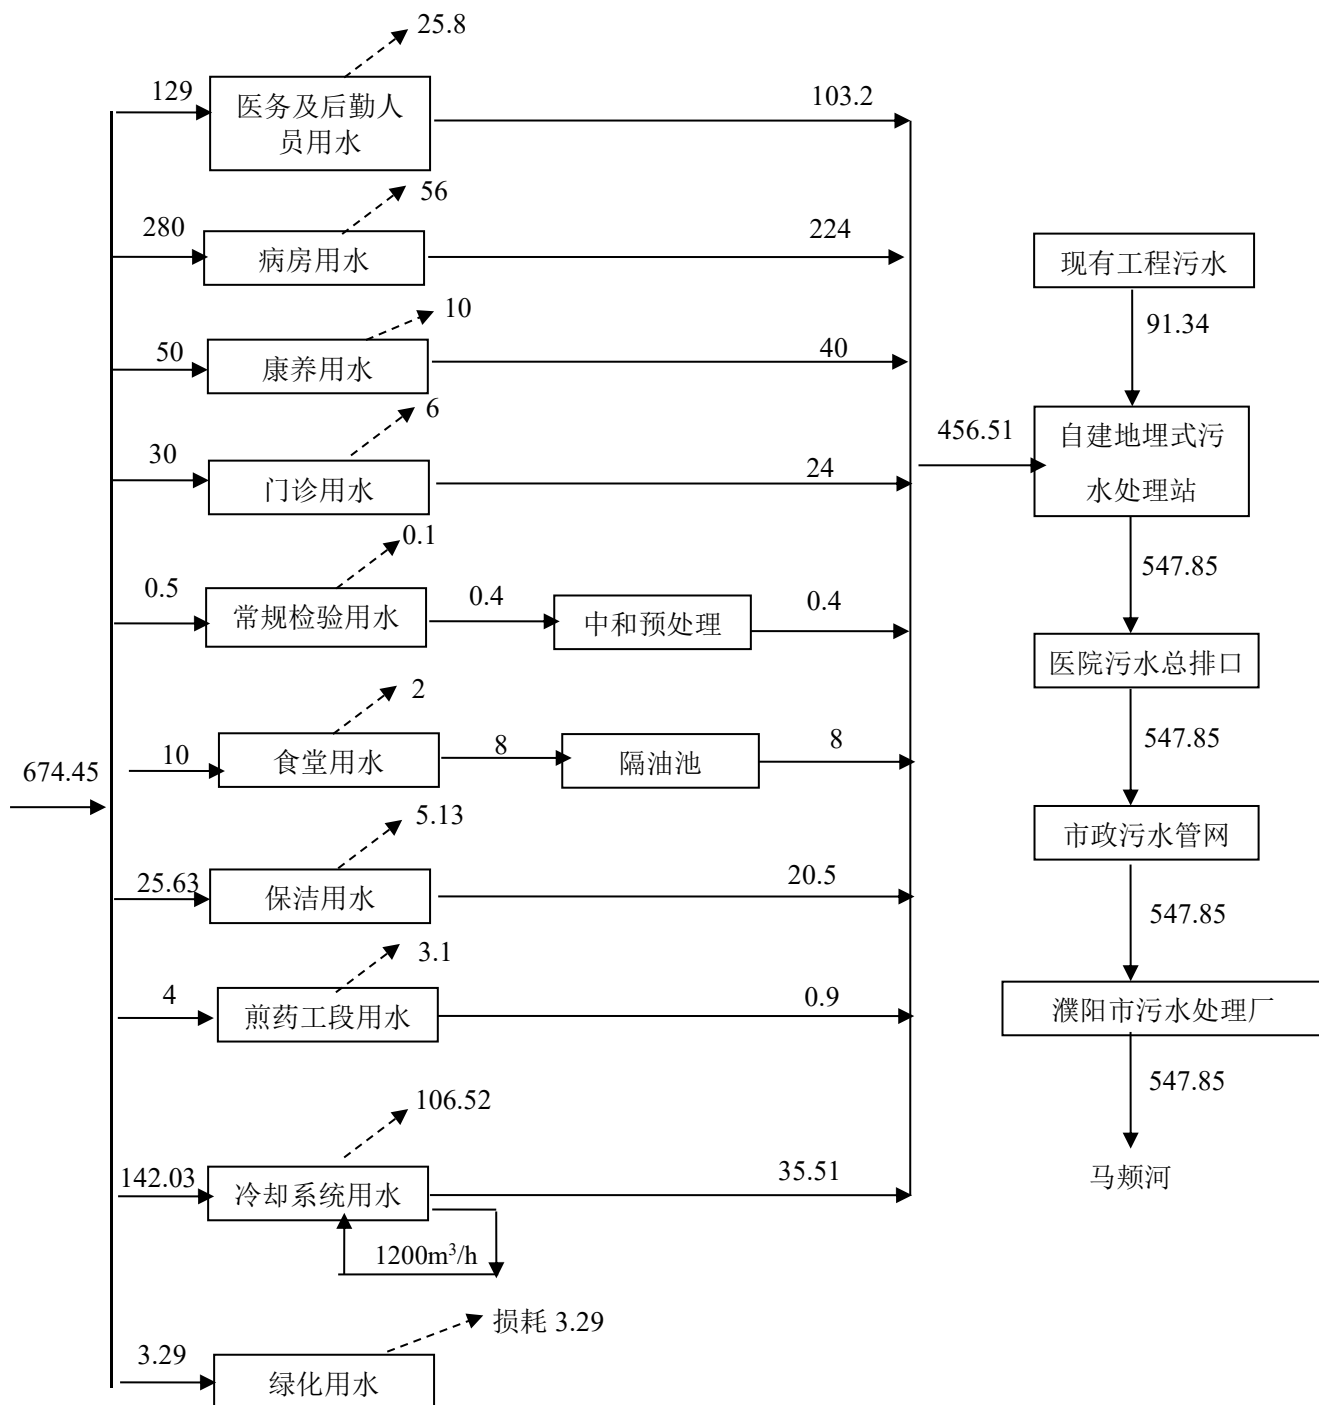 25.8
129
医务及后勤人
员用水
103.2
56
280
病房用水
224
现有工程污水
91.34
10
50
康养用水
40
6
30
门诊用水
24
456.51
自建地埋式污
水处理站
547.85
0.1
0.5
常规检验用水
0.4
中和预处理
0.4
医院污水总排口
547.85
2
674.45
10
食堂用水
8
隔油池
8
市政污水管网
547.85
5.13
25.63
保洁用水
20.5
3.1
4
煎药工段用水
0.9
濮阳市污水处理厂
547.85
106.52
142.03
冷却系统用水
35.51
马颊河
1200m³/h
损耗 3.29
3.29
绿化用水